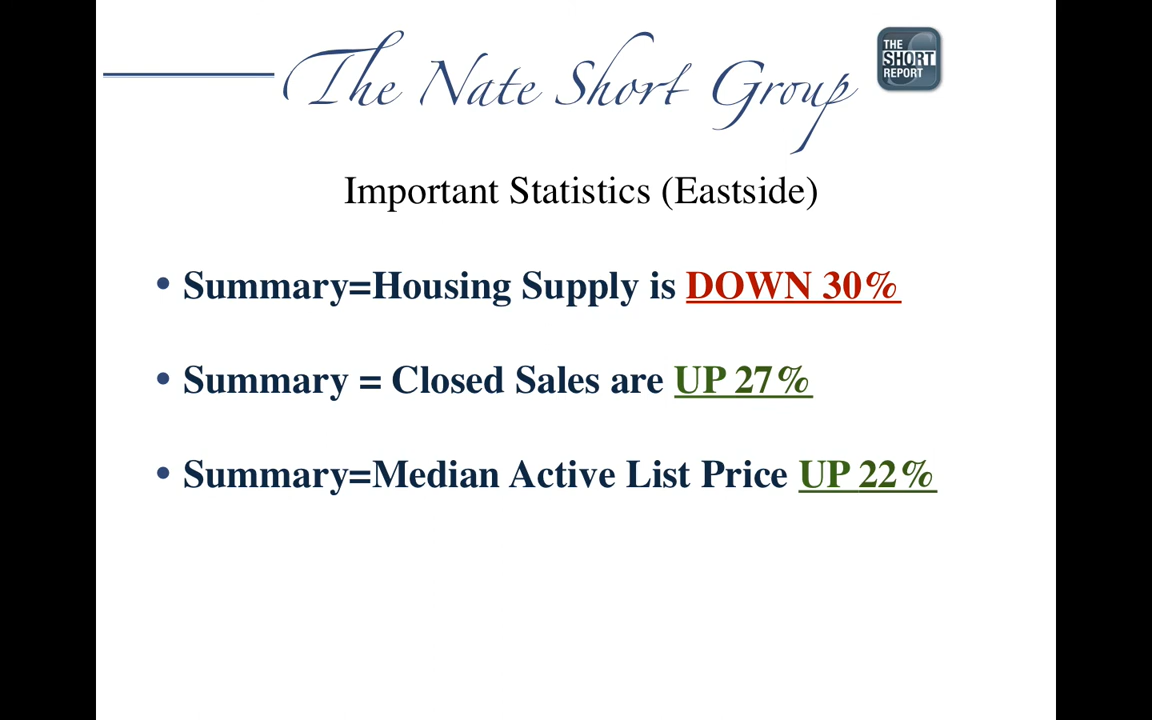 The Nate Short Group
THE
SHORT
REPORT
Important Statistics (Eastside)
• Summary=Housing Supply is DOWN 30%
• Summary = Closed Sales are UP 27%
• Summary=Median Active List Price UP 22%